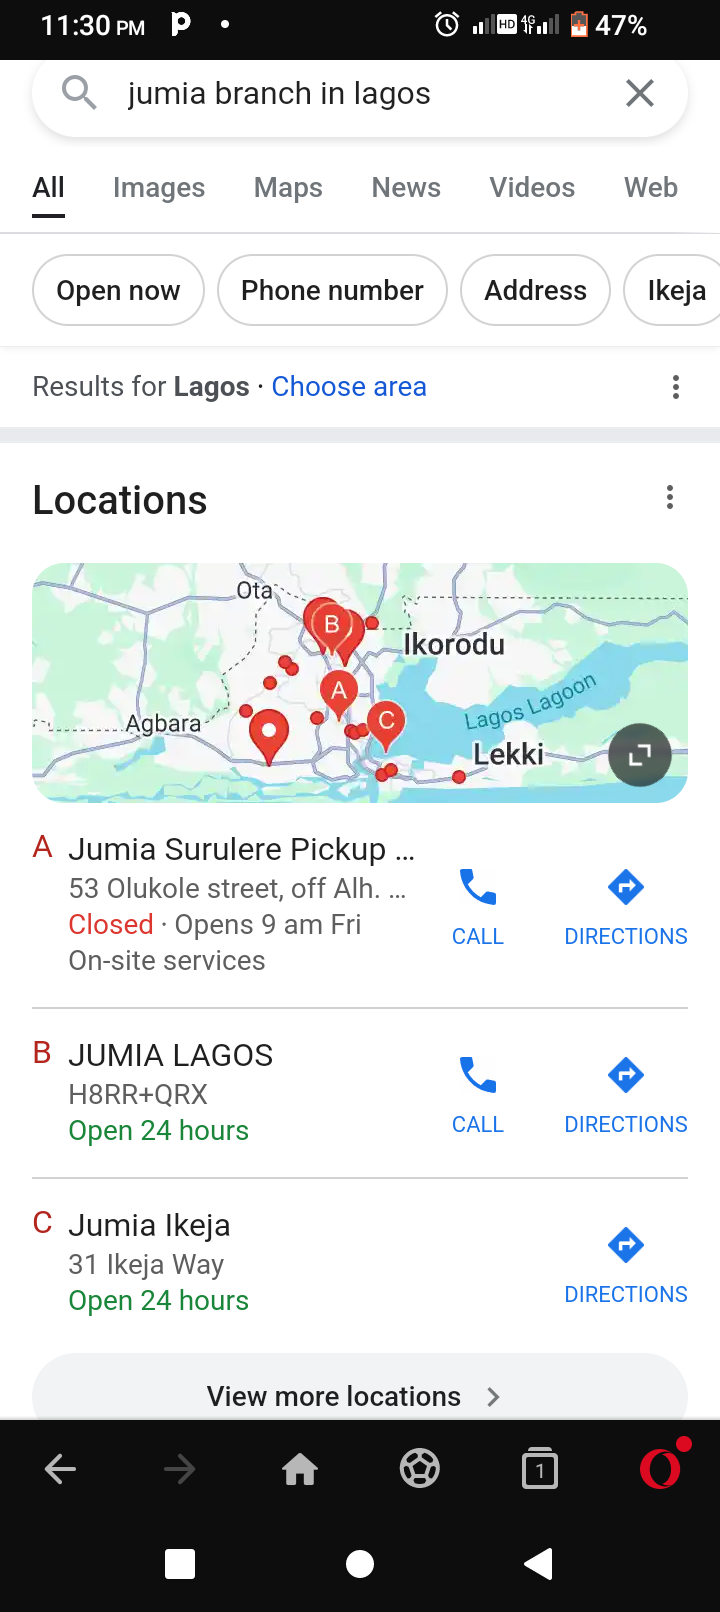 11:30 PM
HD 4G 47%
jumia branch in lagos
All Images Maps News Videos Web
Open now Phone number Address Ikeja
Results for Lagos · Choose area
Locations
Ota
B
Ikorodu
A
Lagos Lagoon
Agbara
C
Lekki
A Jumia Surulere Pickup ...
53 Olukole street, off Alh. ...
Closed · Opens 9 am Fri
CALL DIRECTIONS
On-site services
B JUMIA LAGOS
H8RR+QRX
Open 24 hours
CALL DIRECTIONS
C Jumia Ikeja
31 Ikeja Way
Open 24 hours
DIRECTIONS
View more locations
1